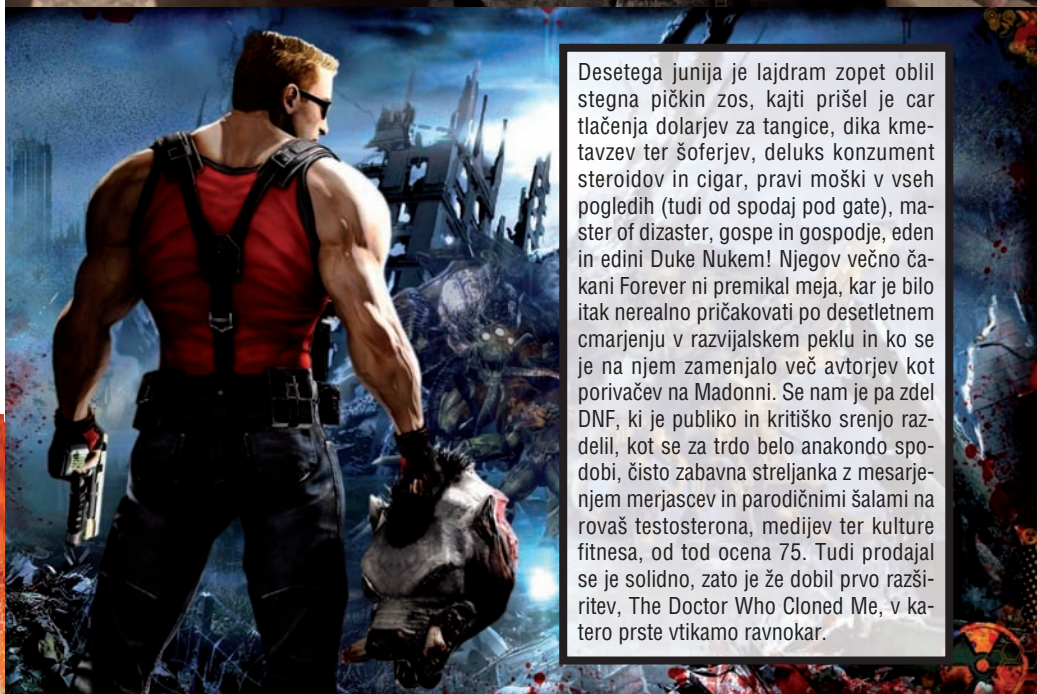 Desetega junija je lajdram zopet oblil
stegna pičkin zos, kajti prišel je car
tlačenja dolarjev za tangice, dika kme-
tavzev ter šoferjev, deluks konzument
steroidov in cigar, pravi moški v vseh
pogledih (tudi od spodaj pod gate), ma-
ster of dizaster, gospe in gospodje, eden
in edini Duke Nukem! Njegov večno ča-
kani Forever ni premikal meja, kar je bilo
itak nerealno pričakovati po desetletnem
cmarjenju v razvijalskem peklu in ko se
je na njem zamenjalo več avtorjev kot
porivačev na Madonni. Se nam je pa zdel
DNF, ki je publiko in kritiško srenjo raz-
delil, kot se za trdo belo anakondo spo-
dobi, čisto zabavna streljanka z mesarje-
njem merjascev in parodičnimi šalami na
rovaš testosterona, medijev ter kulture
fitnesa, od tod ocena 75. Tudi prodajal
se je solidno, zato je že dobil prvo razši-
ritev, The Doctor Who Cloned Me, v ka-
tero prste vtikamo ravnokar.